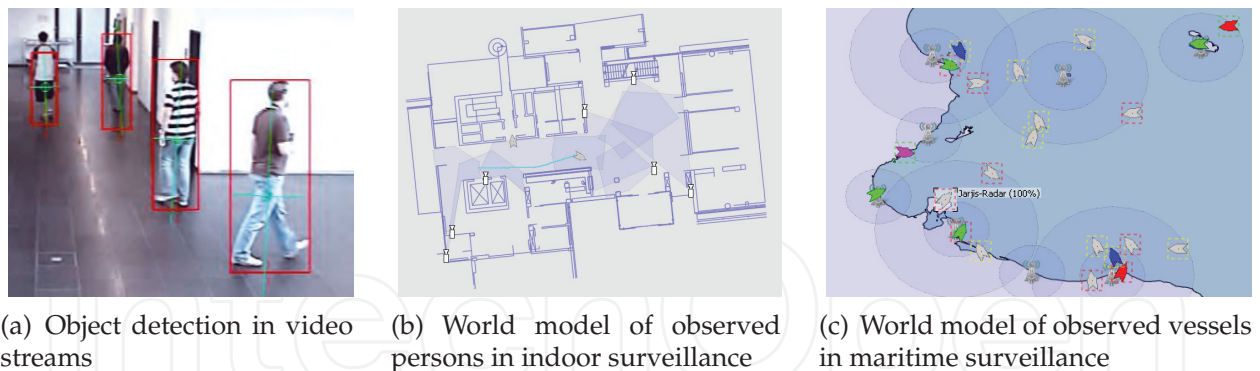 Jarjis-Radar (100%)
(a) Object detection in video
streams
(b) World model of observed
persons in indoor surveillance
(c) World model of observed vessels
in maritime surveillance
IntechOpen